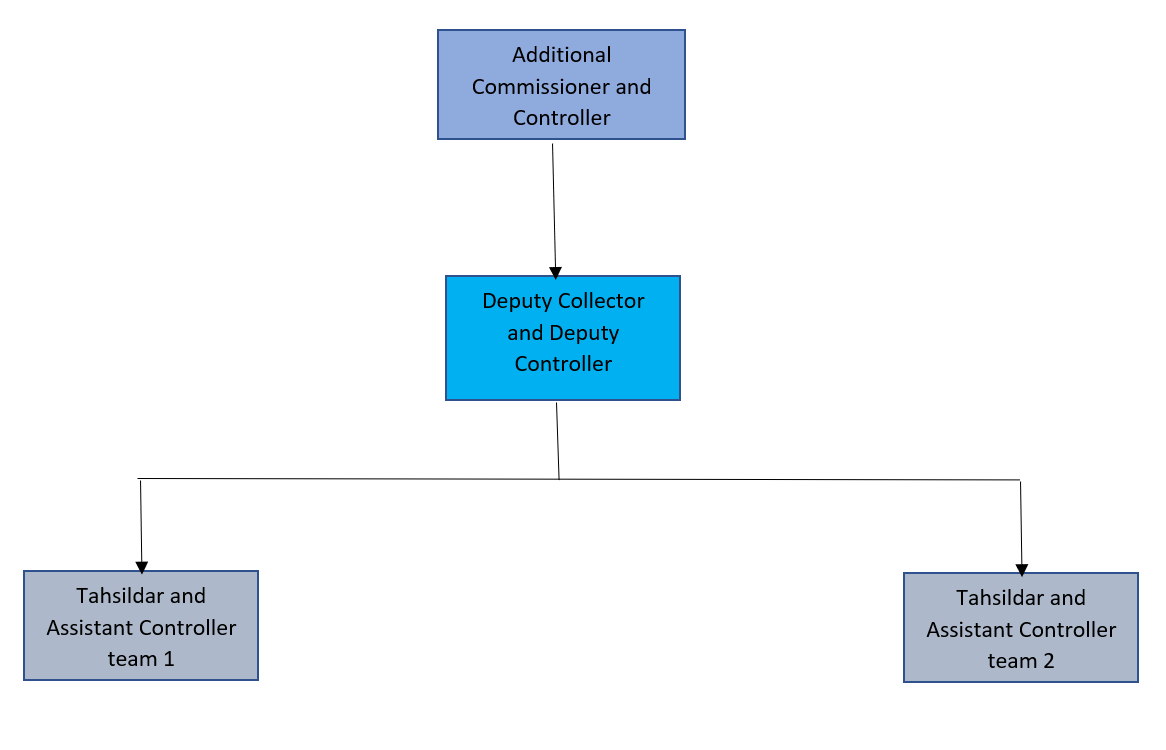 Additional
Commissioner and
Controller
Deputy Collector
and Deputy
Controller
Tahsildar and
Assistant Controller
team 1
Tahsildar and
Assistant Controller
team 2